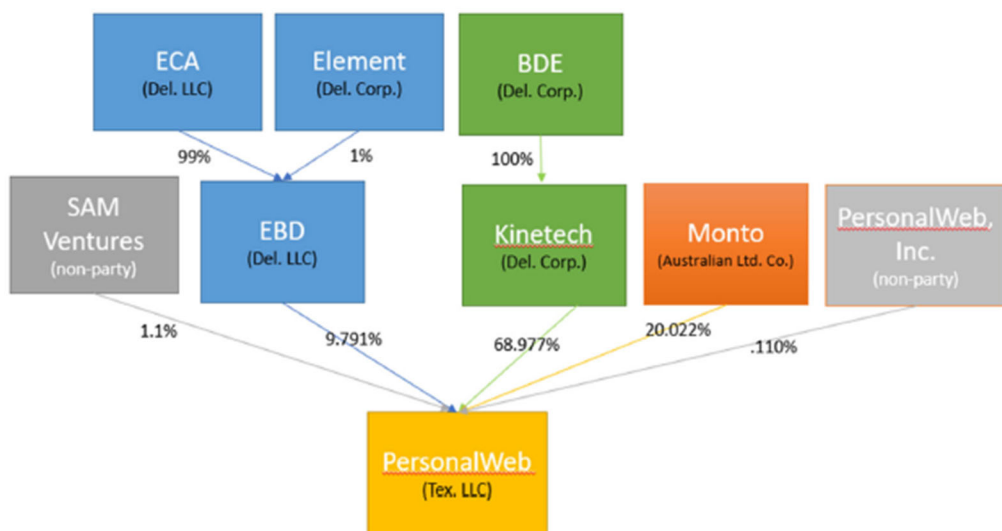 ECA
(Del. LLC)
Element
(Del. Corp.)
BDE
(Del. Corp.)
99%
1%
100%
SAM
Ventures
(non-party)
EBD
(Del. LLC)
Kinetech
(Del. Corp.)
Monto
(Australian Ltd. Co.)
PersonalWeb,
Inc.
(non-party)
1.1%
9.791%
68.977%
20.022%
.110%
PersonalWeb
(Tex. LLC)